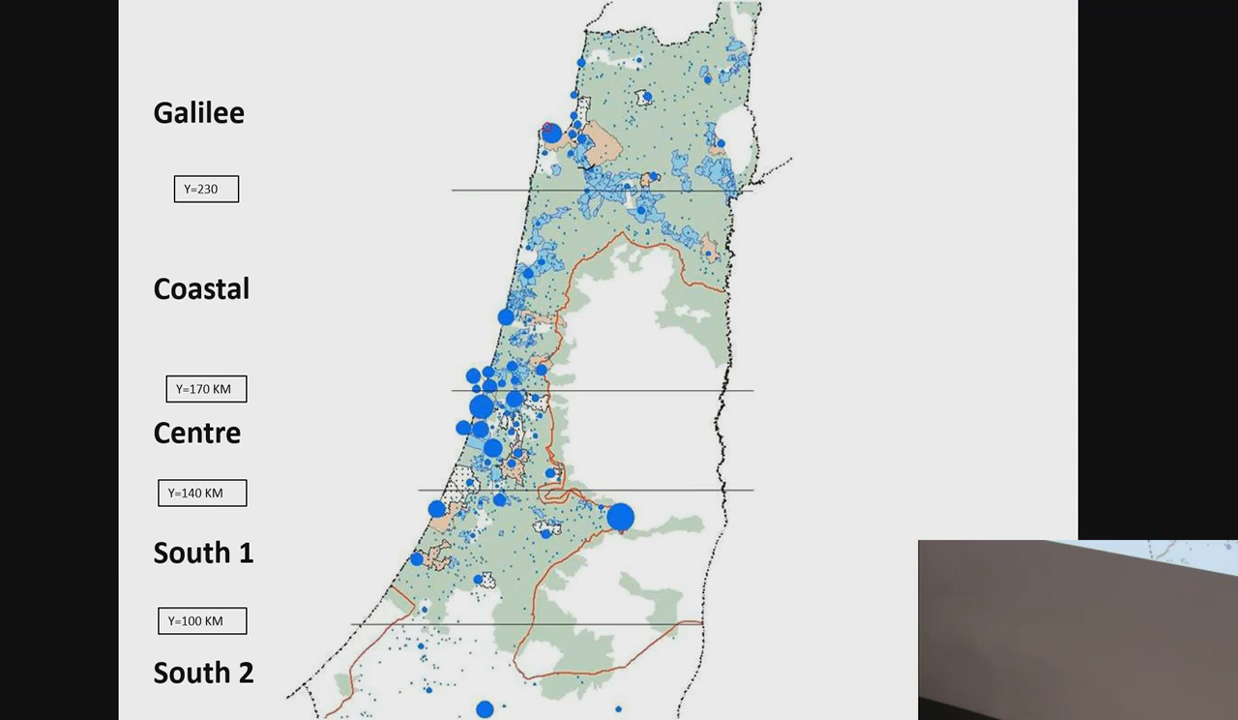 Galilee
Y=230
Coastal
Y=170 KM
Centre
Y=140 KM
South 1
Y=100 KM
South 2